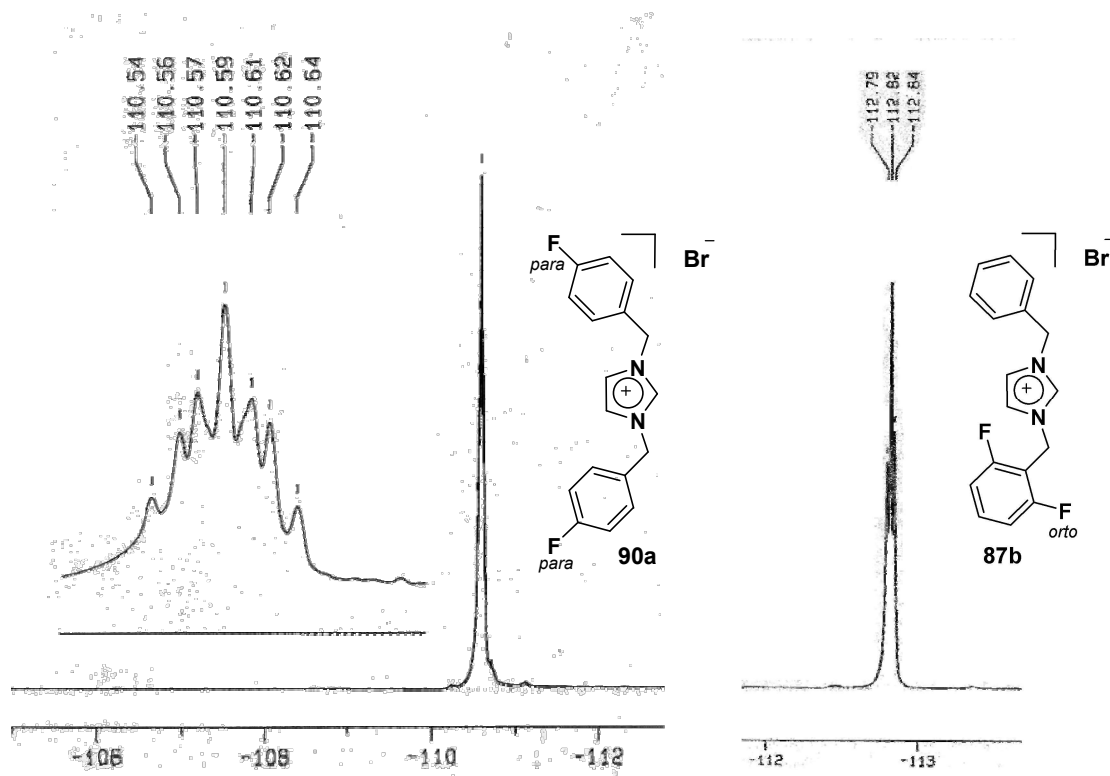 -110.54
-110.56
-110.57
-110.59
-110.61
-110.62
-110.64
F
para
Br
–
N
+
N
F
para
90a
-106
-108
-110
-112
-112.79
-112.82
-112.84
Br
–
N
+
N
F
F
orto
87b
-112
-113